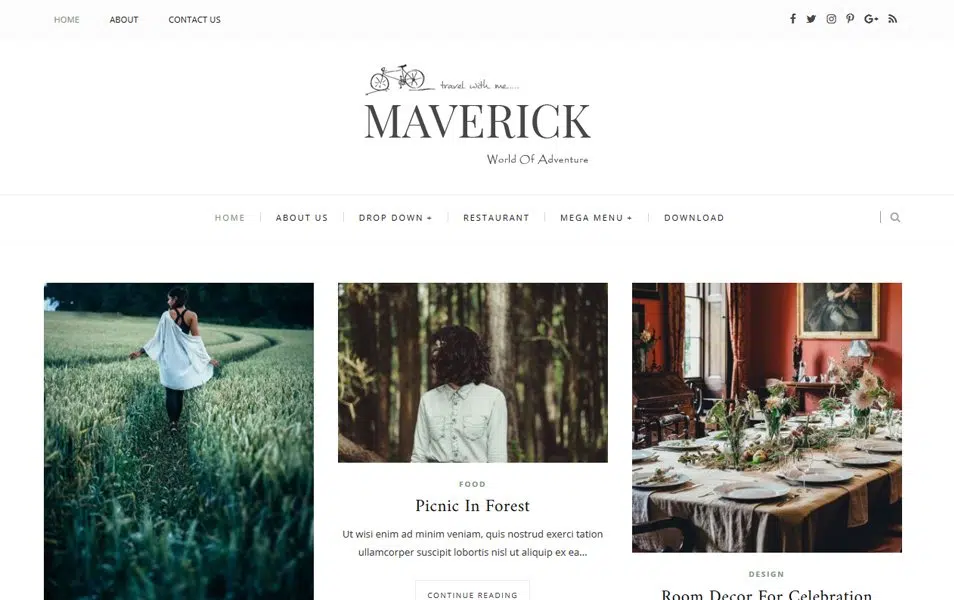 HOME ABOUT CONTACT US
travel with me.....
MAVERICK
World Of Adventure
HOME ABOUT US DROP DOWN + RESTAURANT MEGA MENU + DOWNLOAD
FOOD
Picnic In Forest
Ut wisi enim ad minim veniam, quis nostrud exerci tation
ullamcorper suscipit lobortis nisl ut aliquip ex ea...
CONTINUE READING
DESIGN
Room Decor For Celebration